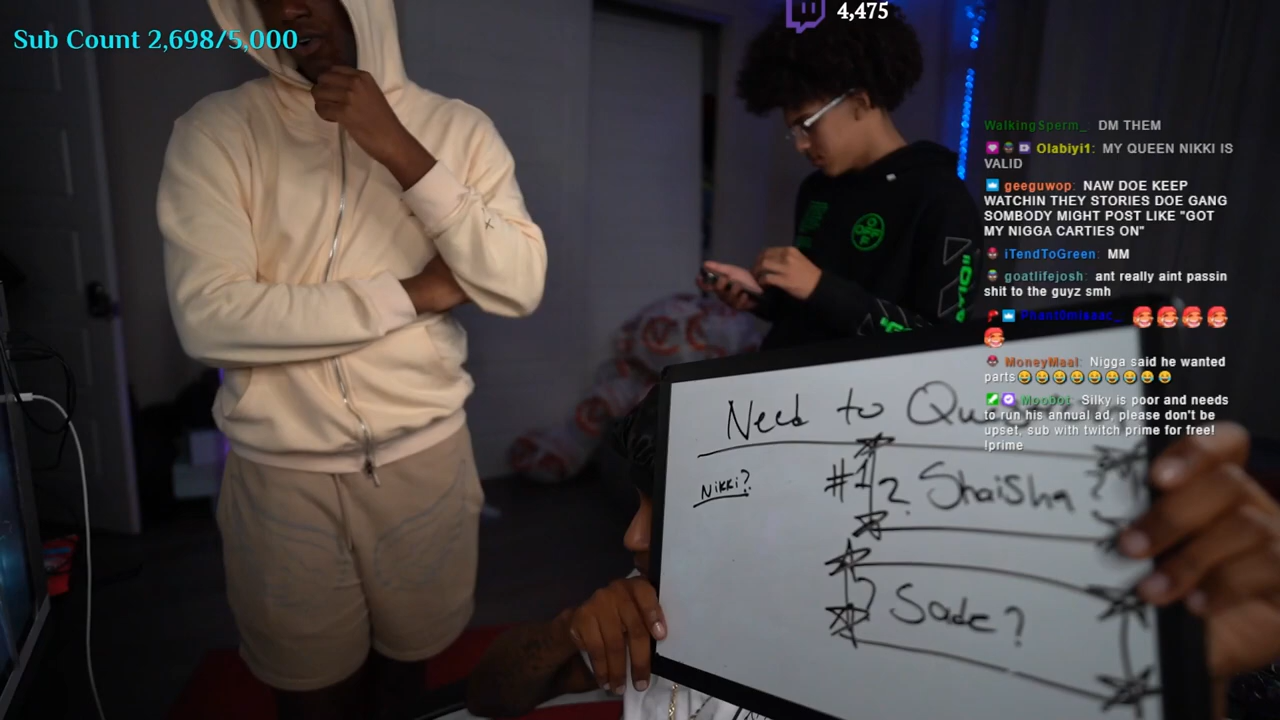 Sub Count 2,698/5,000
4,475
WalkingSperm_ DM THEM
Olabiyi1: MY QUEEN NIKKI IS
VALID
geeguwop: NAW DOE KEEP
WATCHIN THEY STORIES DOE GANG
SOMBODY MIGHT POST LIKE "GOT
MY NIGGA CARTIES ON"
iTendToGreen: MM
goatlifejosh: ant really aint passin
shit to the guyz smh
Phant0mIsaac_
MoneyMaal: Nigga said he wanted
parts
MooBot: Silky is poor and needs
to run his annual ad, please don't be
upset, sub with twitch prime for free!
!prime
Need to
Nikki?
#1 ? Shaisha ?
Sade?